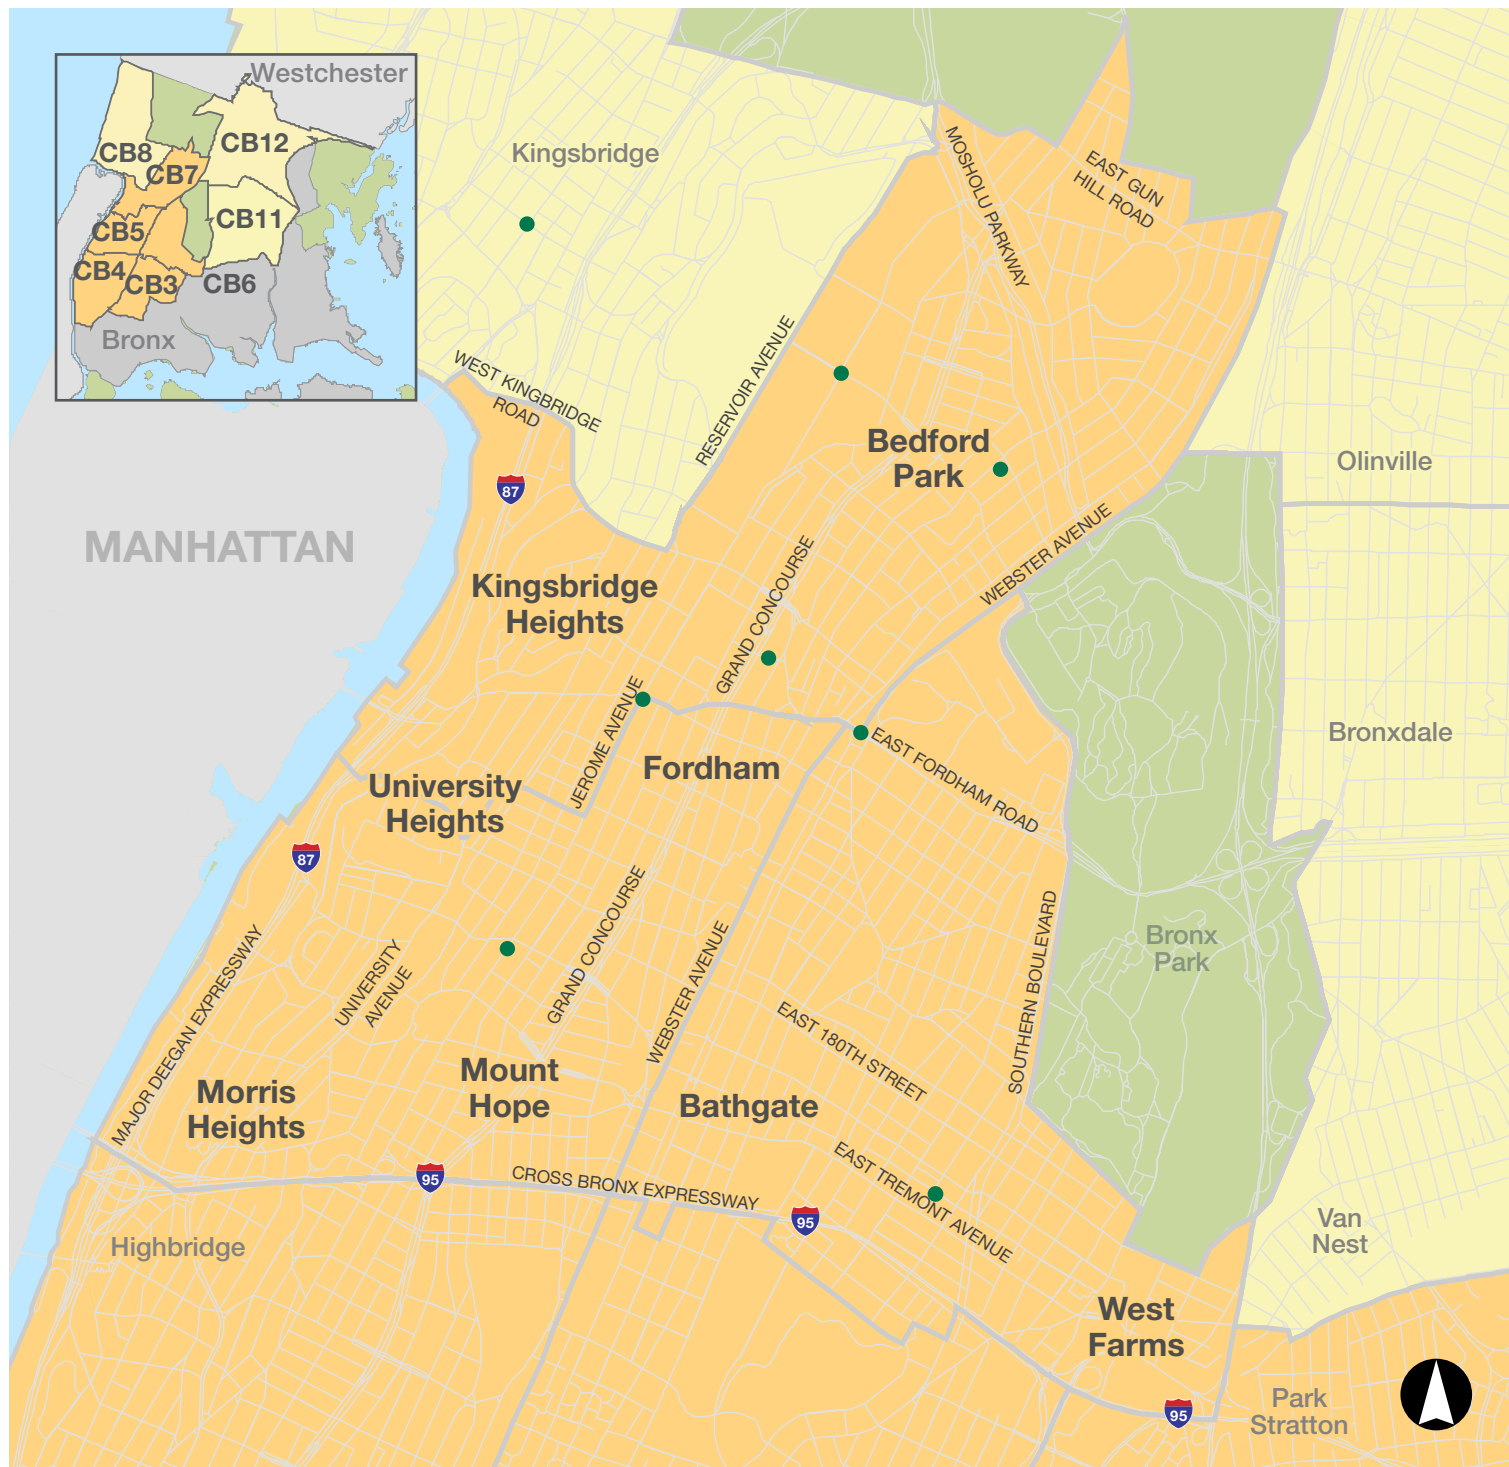 Westchester
CB12
CB8
CB7
CB11
CB5
CB4
CB3
CB6
Bronx
Kingsbridge
MOSHOLU PARKWAY
EAST GUN
HILL ROAD
WEST KINGBRIDGE
ROAD
RESERVOIR AVENUE
87
Bedford
Park
Olinville
MANHATTAN
Kingsbridge
Heights
GRAND CONCOURSE
WEBSTER AVENUE
JEROME AVENUE
EAST FORDHAM ROAD
Bronxdale
University
Heights
Fordham
87
MAJOR DEEGAN EXPRESSWAY
UNIVERSITY
AVENUE
GRAND CONCOURSE
WEBSTER AVENUE
SOUTHERN BOULEVARD
Bronx
Park
EAST 180TH STREET
Morris
Heights
Mount
Hope
Bathgate
EAST TREMONT AVENUE
95
CROSS BRONX EXPRESSWAY
95
Highbridge
Van
Nest
West
Farms
95
Park
Stratton